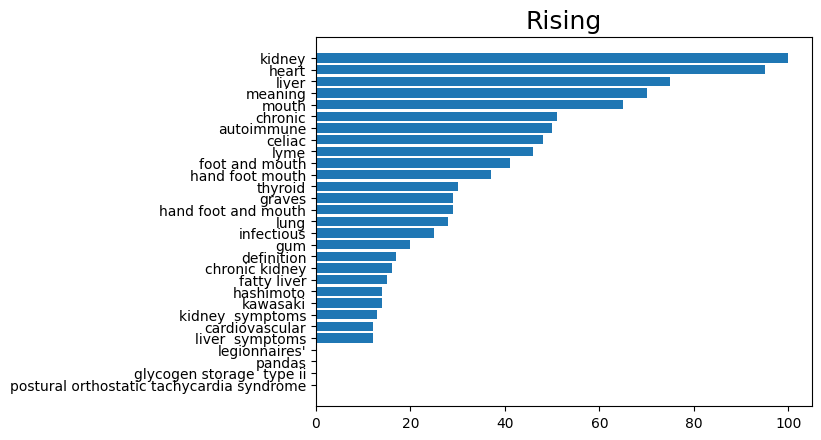 Rising
kidney
heart
liver
meaning
mouth
chronic
autoimmune
celiac
lyme
foot and mouth
hand foot mouth
thyroid
graves
hand foot and mouth
lung
infectious
gum
definition
chronic kidney
fatty liver
hashimoto
kawasaki
kidney  symptoms
cardiovascular
liver  symptoms
legionnaires'
pandas
glycogen storage  type ii
postural orthostatic tachycardia syndrome
0 20 40 60 80 100